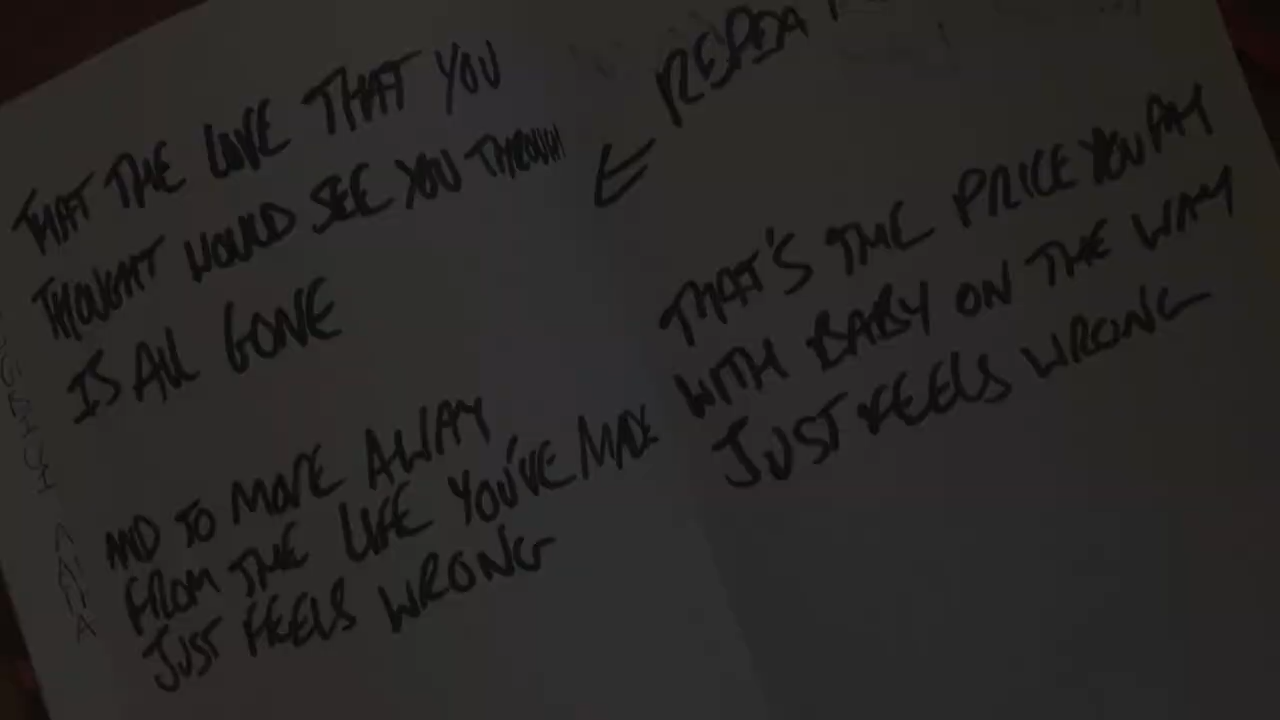 THAT THE LOVE THAT YOU
THOUGHT WOULD SEE YOU THROUGH
IS ALL GONE
AND TO MOVE AWAY
FROM THE LIFE YOU'VE MADE
JUST FEELS WRONG
THAT'S THE PRICE YOU PAY
WITH BABY ON THE WAY
JUST FEELS WRONG